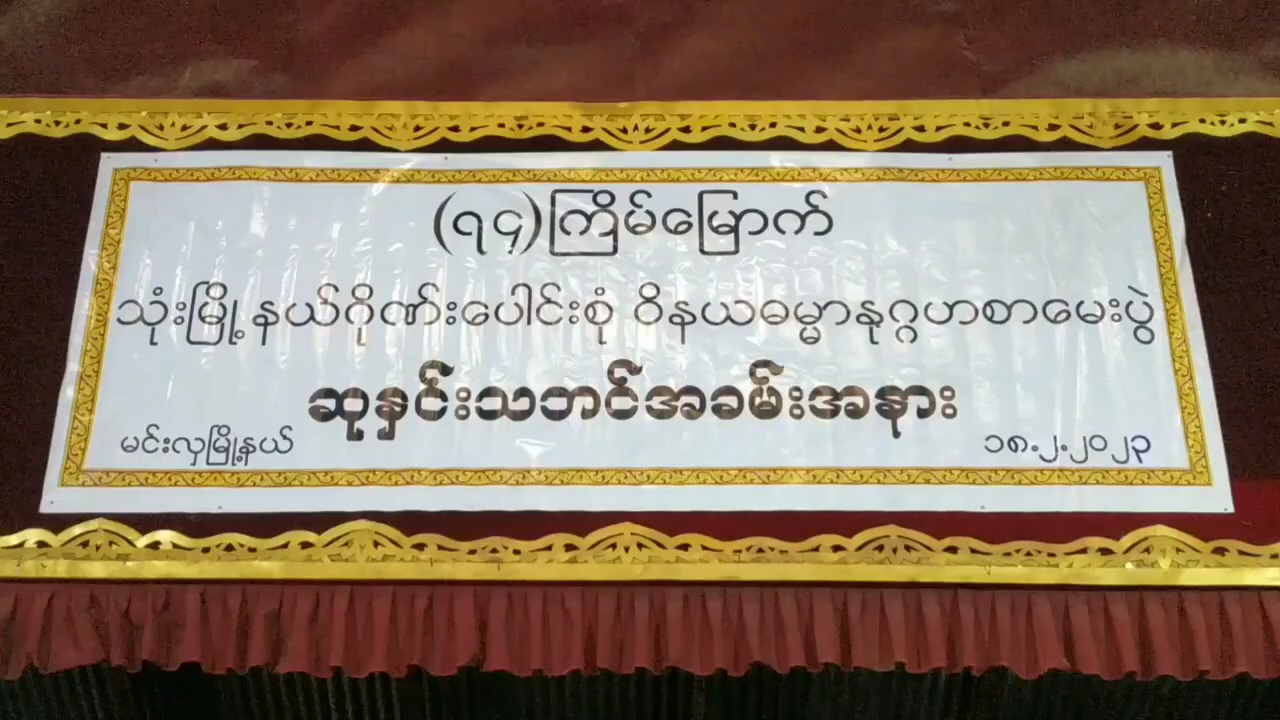 (၇၄)ကြိမ်မြောက်
သုံးမြို့နယ်ဂိုဏ်းပေါင်းစုံ ဝိနယဓမ္မာနုဂ္ဂဟစာမေးပွဲ
ဆုနှင်းသဘင်အခမ်းအနား
မင်းလှမြို့နယ် ၁၈.၂.၂၀၂၃